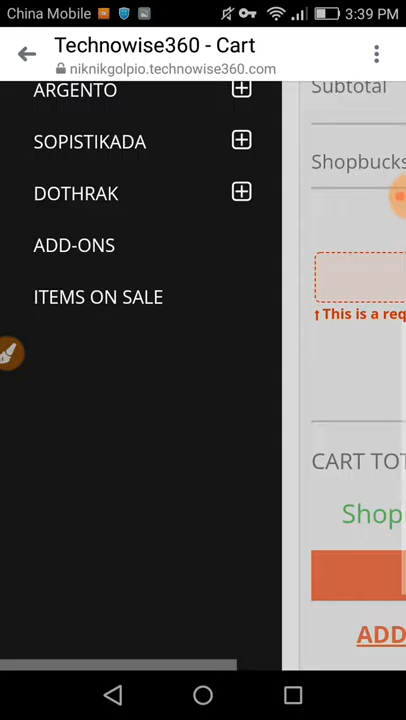 China Mobile 3:39 PM
Technowise360 - Cart
niknikgolpio.technowise360.com
ARGENTO
SOPISTIKADA
DOTHRAK
ADD-ONS
ITEMS ON SALE
Subtotal
Shopbucks
↑This is a req
CART TOT
Shop
ADD